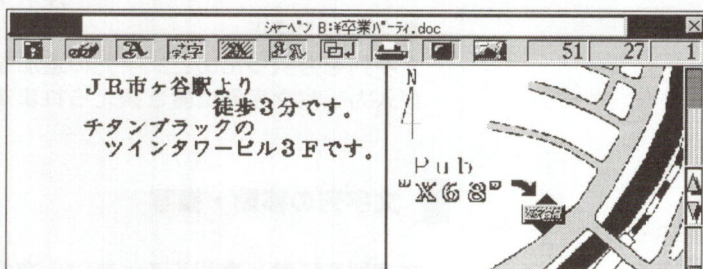 シャーペン B:¥卒業パーティ.doc
51 27 1
JR市ヶ谷駅より
徒歩3分です。
チタンブラックの
ツインタワービル3Fです。
N
Pub
"X68"